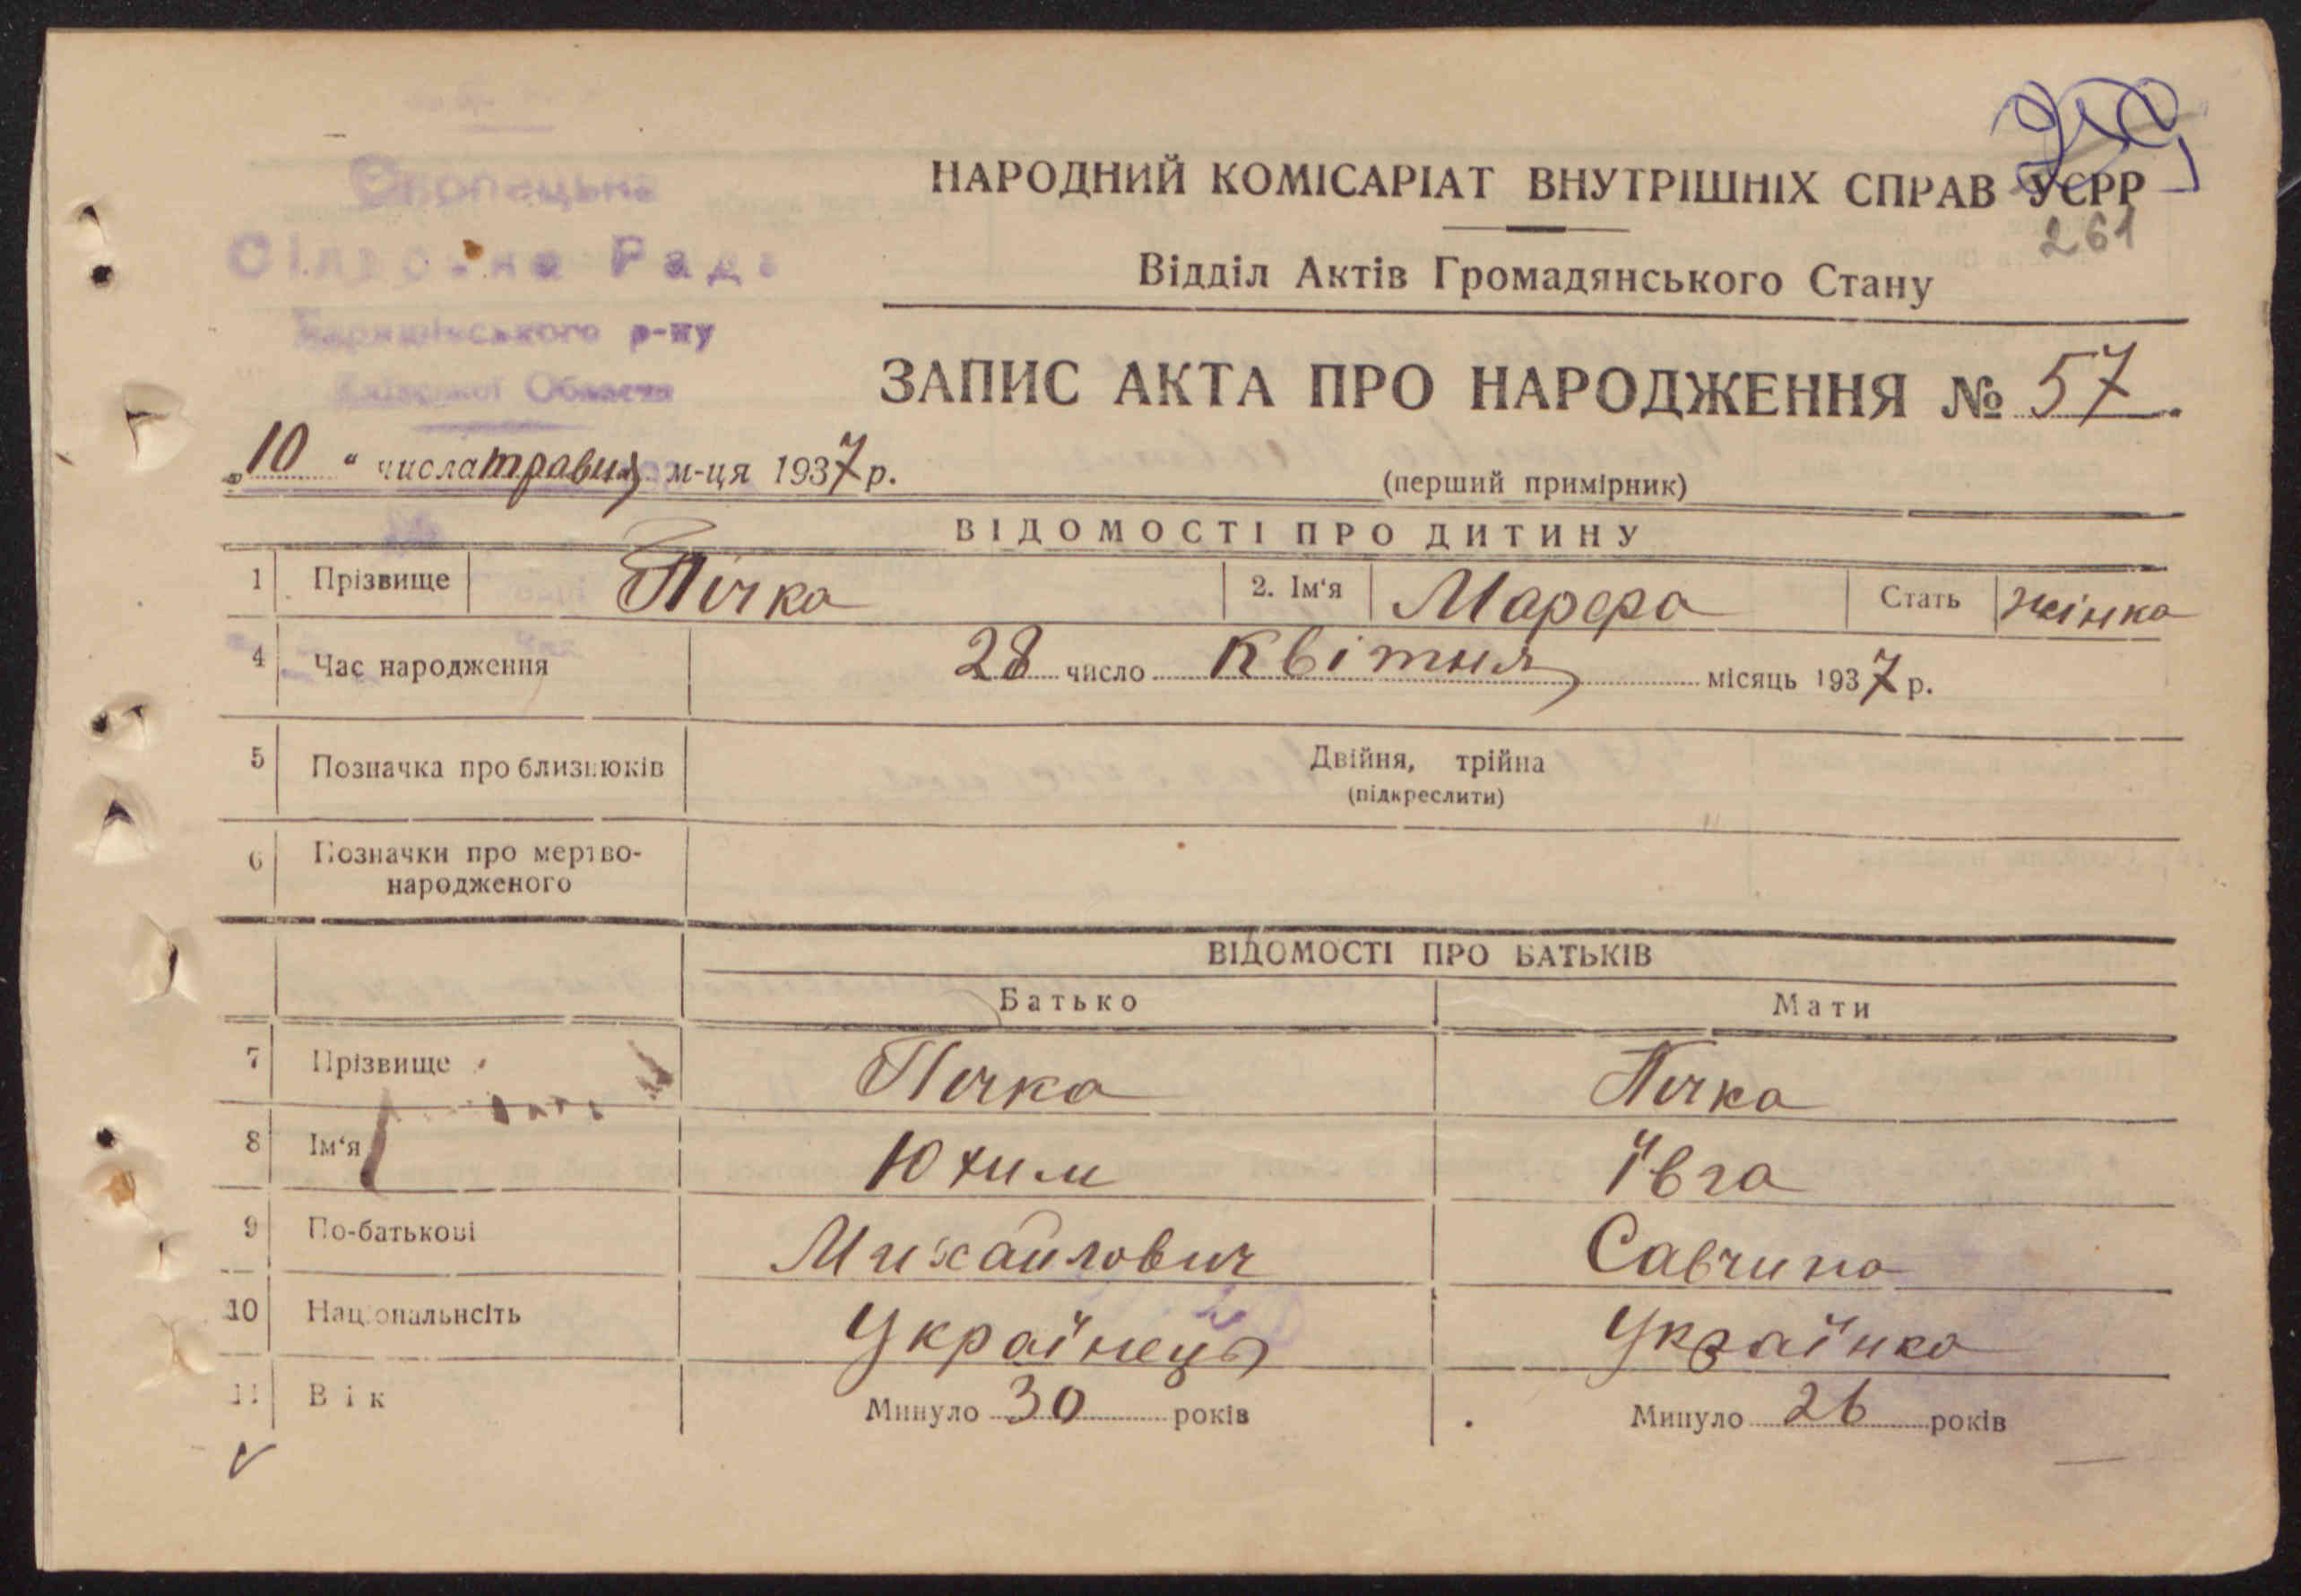 Сільська Рада
р-ну
Київської Області
НАРОДНИЙ КОМІСАРІАТ ВНУТРІШНІХ СПРАВ УСРР
261
Відділ Актів Громадянського Стану
ЗАПИС АКТА ПРО НАРОДЖЕННЯ № 57.
„10“ числа травня м-ця 1937 р.
(перший примірник)
ВІДОМОСТІ ПРО ДИТИНУ
1 Прізвище Пічка 2. Ім‘я Марфа Стать жінка
4 Час народження 28 число квітня місяць 1937 р.
5 Позначка про близнюків Двійня, трійна
(підкреслити)
6 Позначки про мертво-
народженого
ВІДОМОСТІ ПРО БАТЬКІВ
Батько Мати
7 Прізвище Пічка Пічка
8 Ім‘я Юхим Ївга
9 По-батькові Михайлович
10 Національнсіть Українець Українка
11 Вік Минуло 30 років Минуло 26 років